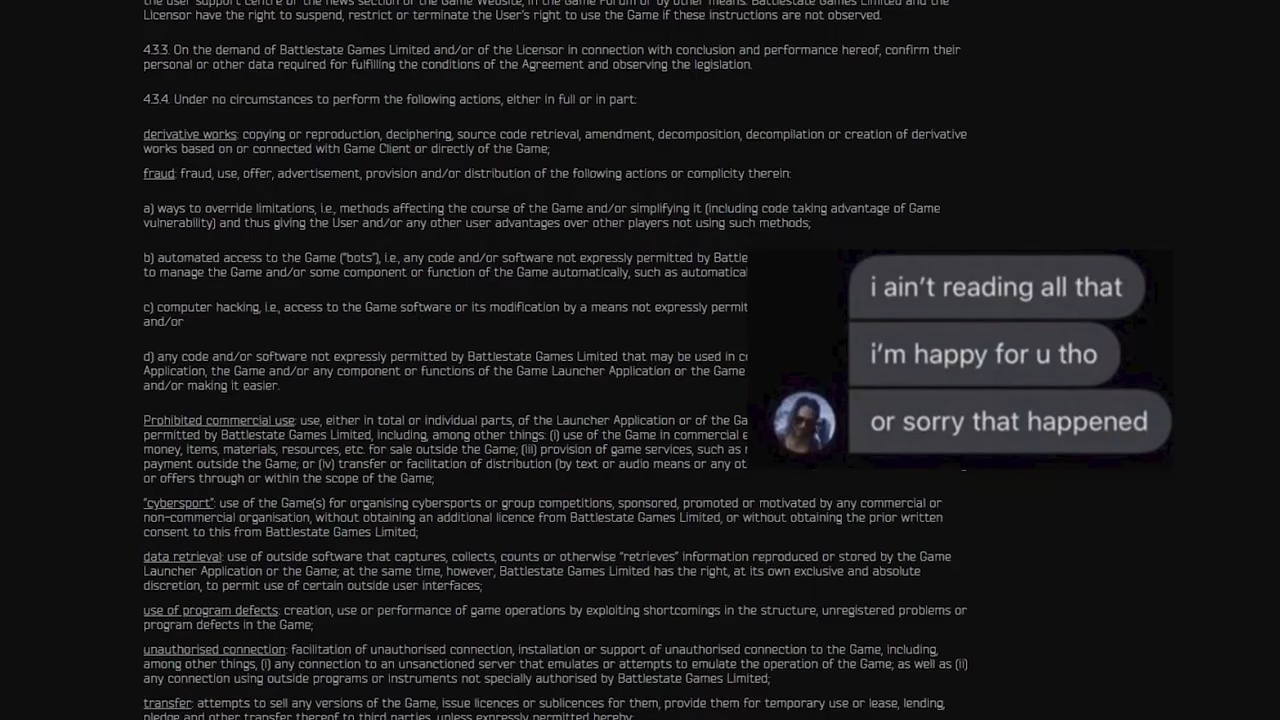 the user support centre or the news section of the Game Website, in the Game Forum or by other means. Battlestate Games Limited and the
Licensor have the right to suspend, restrict or terminate the User's right to use the Game if these instructions are not observed.
4.3.3. On the demand of Battlestate Games Limited and/or of the Licensor in connection with conclusion and performance hereof, confirm their
personal or other data required for fulfilling the conditions of the Agreement and observing the legislation.
4.3.4. Under no circumstances to perform the following actions, either in full or in part:
derivative works: copying or reproduction, deciphering, source code retrieval, amendment, decomposition, decompilation or creation of derivative
works based on or connected with Game Client or directly of the Game;
fraud: fraud, use, offer, advertisement, provision and/or distribution of the following actions or complicity therein:
a) ways to override limitations, i.e., methods affecting the course of the Game and/or simplifying it (including code taking advantage of Game
vulnerability) and thus giving the User and/or any other user advantages over other players not using such methods;
b) automated access to the Game ("bots"), i.e., any code and/or software not expressly permitted by Battle
to manage the Game and/or some component or function of the Game automatically, such as automatical
c) computer hacking, i.e., access to the Game software or its modification by a means not expressly permit
and/or
d) any code and/or software not expressly permitted by Battlestate Games Limited that may be used in co
Application, the Game and/or any component or functions of the Game Launcher Application or the Game
and/or making it easier.
Prohibited commercial use: use, either in total or individual parts, of the Launcher Application or of the Ga
permitted by Battlestate Games Limited, including, among other things: (i) use of the Game in commercial e
money, items, materials, resources, etc. for sale outside the Game; (iii) provision of game services, such as
payment outside the Game; or (iv) transfer or facilitation of distribution (by text or audio means or any ot
or offers through or within the scope of the Game;
"cybersport": use of the Game(s) for organising cybersports or group competitions, sponsored, promoted or motivated by any commercial or
non-commercial organisation, without obtaining an additional licence from Battlestate Games Limited, or without obtaining the prior written
consent to this from Battlestate Games Limited;
data retrieval: use of outside software that captures, collects, counts or otherwise "retrieves" information reproduced or stored by the Game
Launcher Application or the Game; at the same time, however, Battlestate Games Limited has the right, at its own exclusive and absolute
discretion, to permit use of certain outside user interfaces;
use of program defects: creation, use or performance of game operations by exploiting shortcomings in the structure, unregistered problems or
program defects in the Game;
unauthorised connection: facilitation of unauthorised connection, installation or support of unauthorised connection to the Game, including,
among other things, (i) any connection to an unsanctioned server that emulates or attempts to emulate the operation of the Game; as well as (ii)
any connection using outside programs or instruments not specially authorised by Battlestate Games Limited;
transfer: attempts to sell any versions of the Game, issue licences or sublicences for them, provide them for temporary use or lease, lending,
pledge and other transfer thereof to third parties, unless expressly permitted hereby;
i ain't reading all that
i'm happy for u tho
or sorry that happened